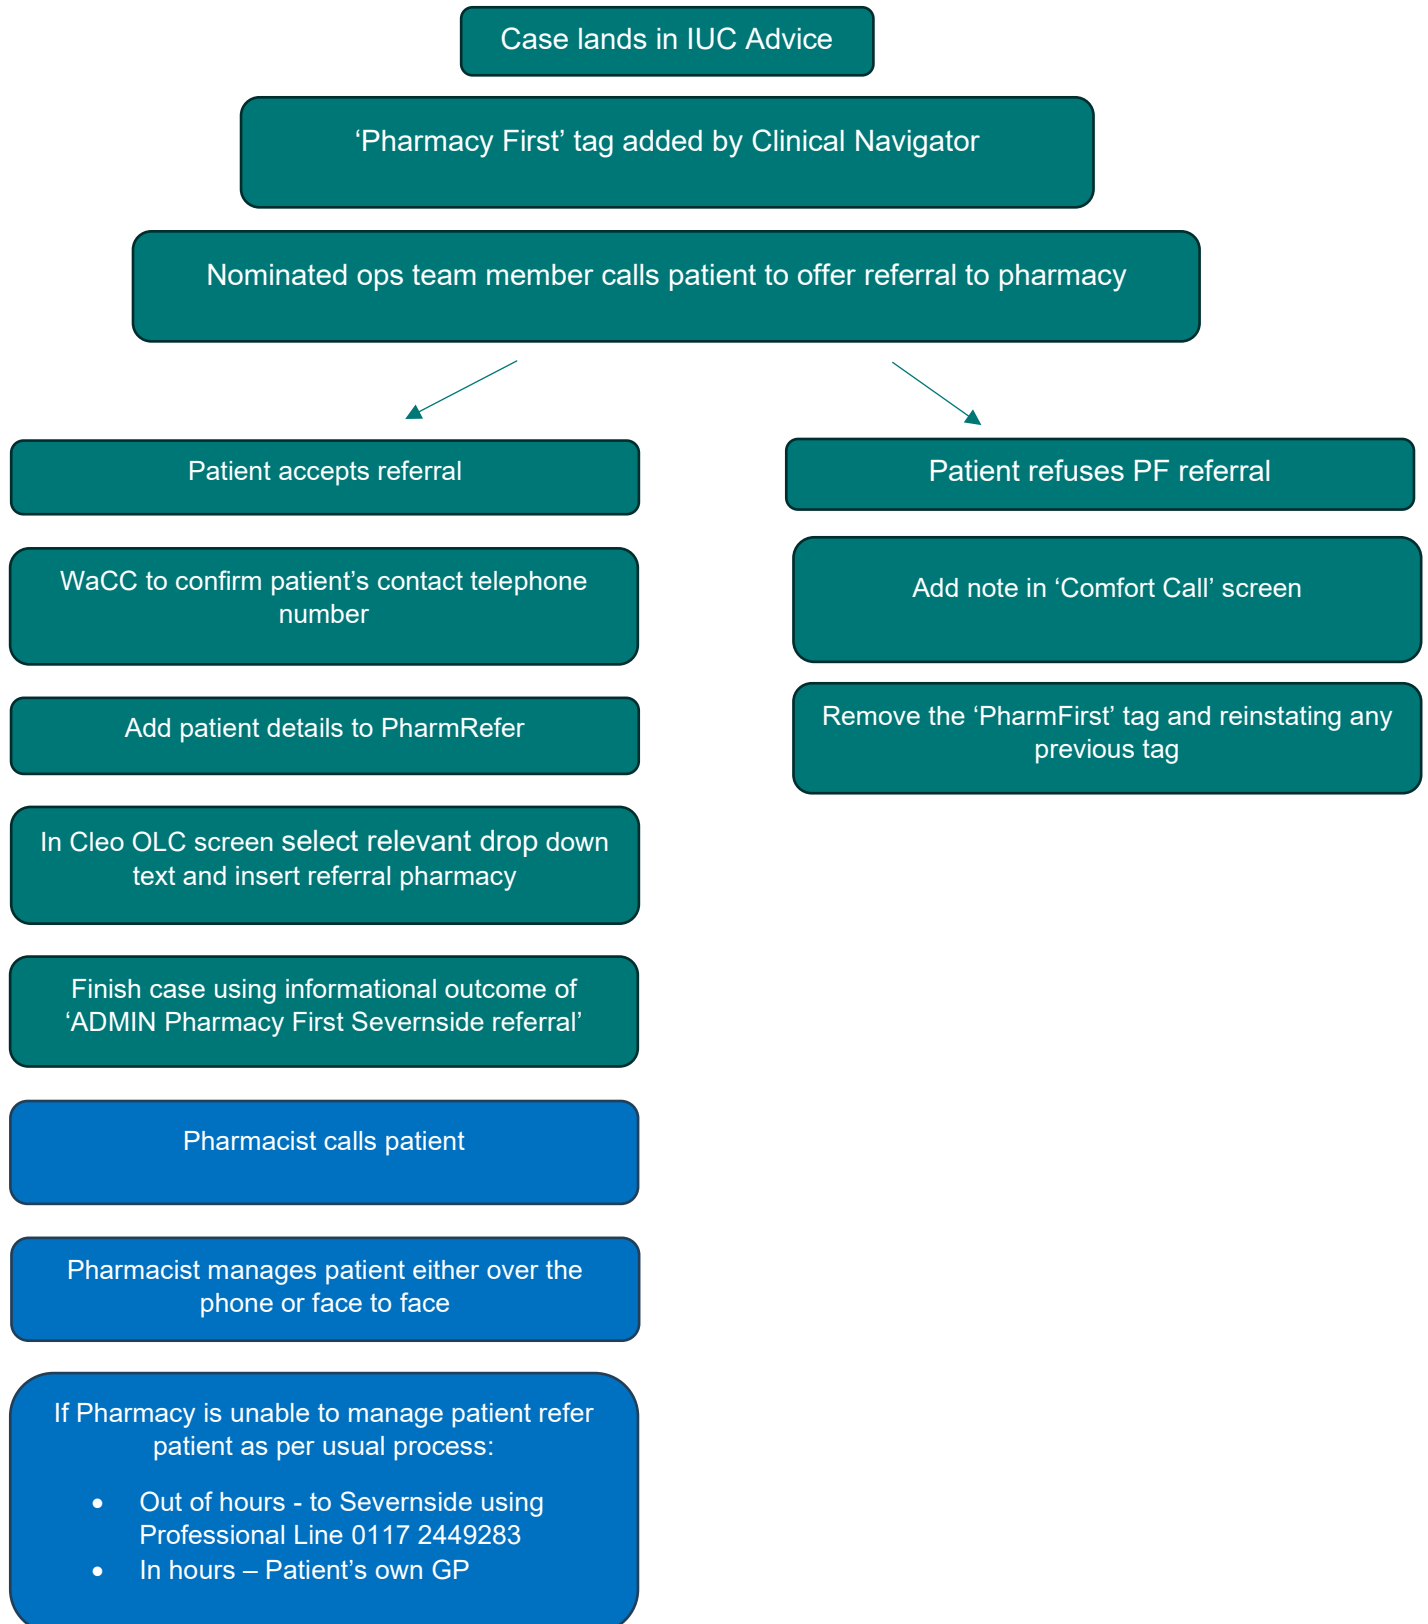 Case lands in IUC Advice
‘Pharmacy First’ tag added by Clinical Navigator
Nominated ops team member calls patient to offer referral to pharmacy
Patient accepts referral
WaCC to confirm patient’s contact telephone
number
Add patient details to PharmRefer
In Cleo OLC screen select relevant drop down
text and insert referral pharmacy
Finish case using informational outcome of
‘ADMIN Pharmacy First Severnside referral’
Pharmacist calls patient
Pharmacist manages patient either over the
phone or face to face
If Pharmacy is unable to manage patient refer
patient as per usual process:
• Out of hours - to Severnside using
Professional Line 0117 2449283
• In hours – Patient’s own GP
Patient refuses PF referral
Add note in ‘Comfort Call’ screen
Remove the ‘PharmFirst’ tag and reinstating any
previous tag